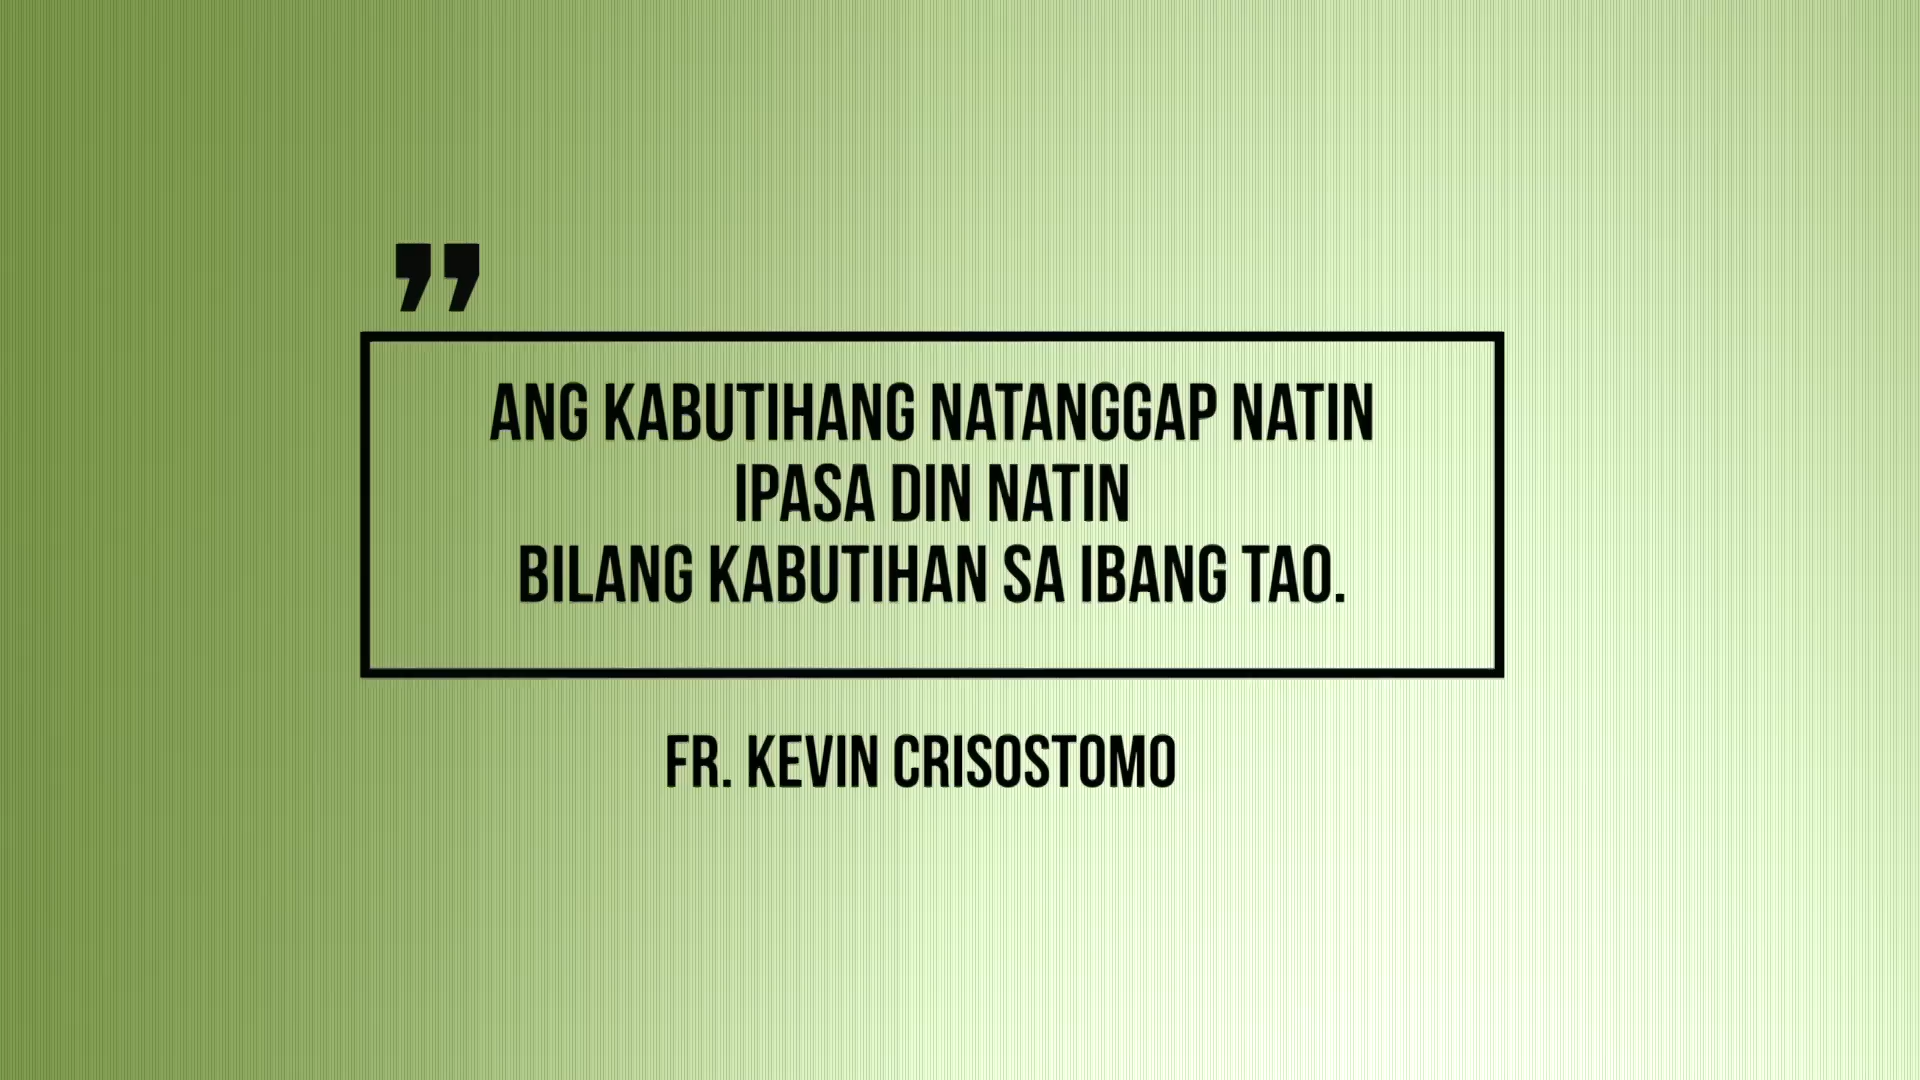 ”
ANG KABUTIHANG NATANGGAP NATIN
IPASA DIN NATIN
BILANG KABUTIHAN SA IBANG TAO.
FR. KEVIN CRISOSTOMO